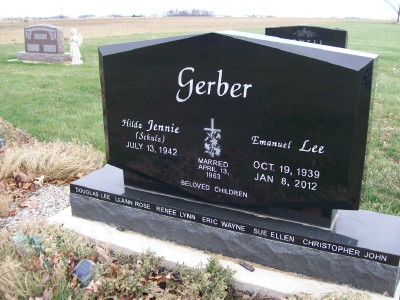 Gerber
Hilda Jennie
(Schulz)
JULY 13, 1942
MARRIED
APRIL 13,
1963
Emanuel Lee
OCT. 19, 1939
JAN 8, 2012
BELOVED CHILDREN
DOUGLAS LEE LEANN ROSE RENEE LYNN ERIC WAYNE SUE ELLEN CHRISTOPHER JOHN